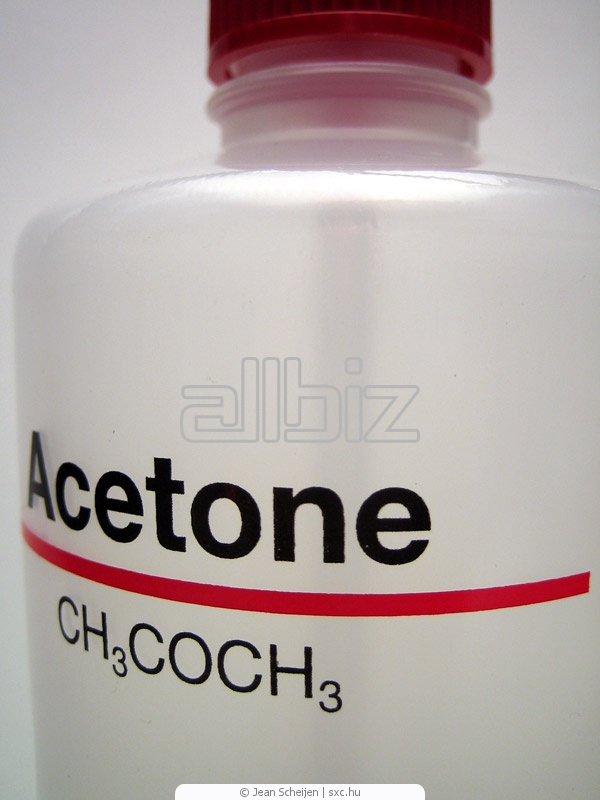 allbiz
Acetone
CH₃COCH₃
© Jean Scheijen | sxc.hu